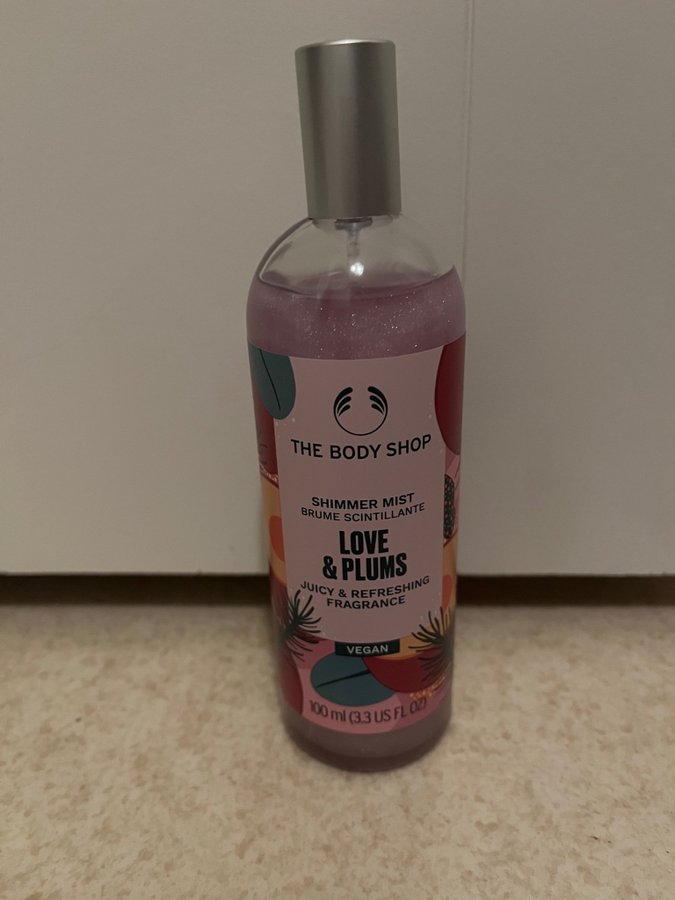 THE BODY SHOP
SHIMMER MIST
BRUME SCINTILLANTE
LOVE
& PLUMS
JUICY & REFRESHING
FRAGRANCE
VEGAN
100 ml (3.3 US FL OZ)